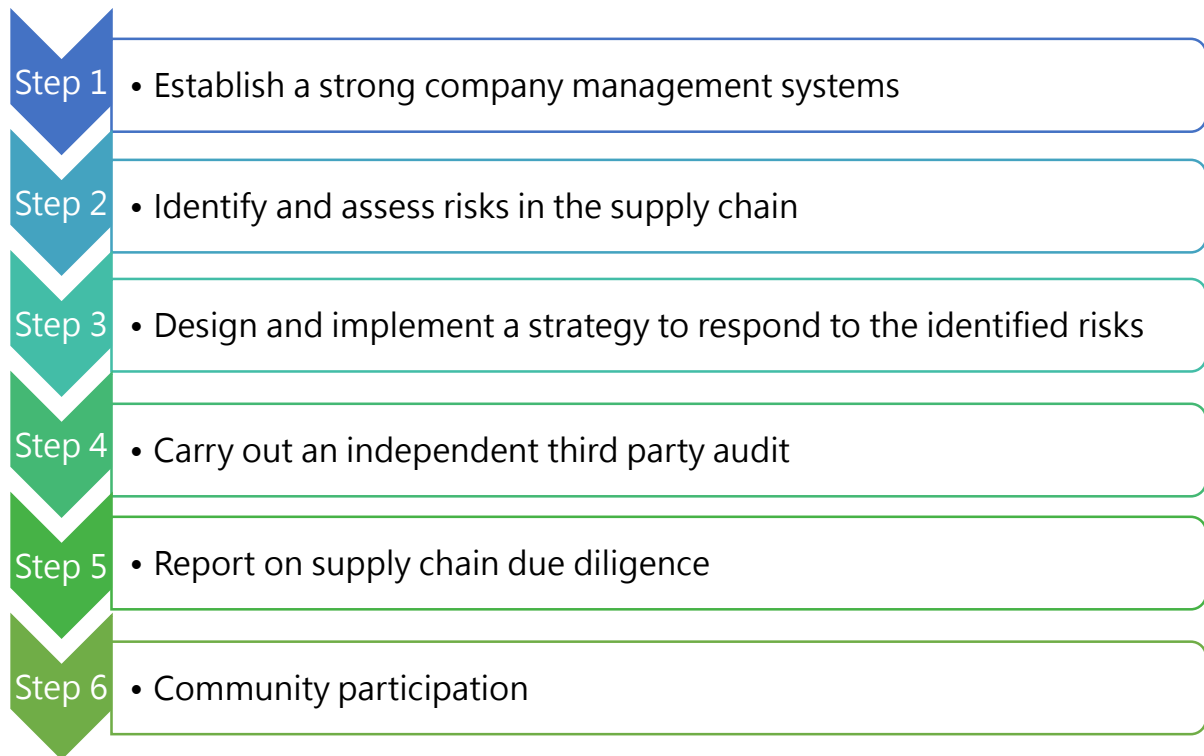 Step 1
• Establish a strong company management systems
Step 2
• Identify and assess risks in the supply chain
Step 3
• Design and implement a strategy to respond to the identified risks
Step 4
• Carry out an independent third party audit
Step 5
• Report on supply chain due diligence
Step 6
• Community participation